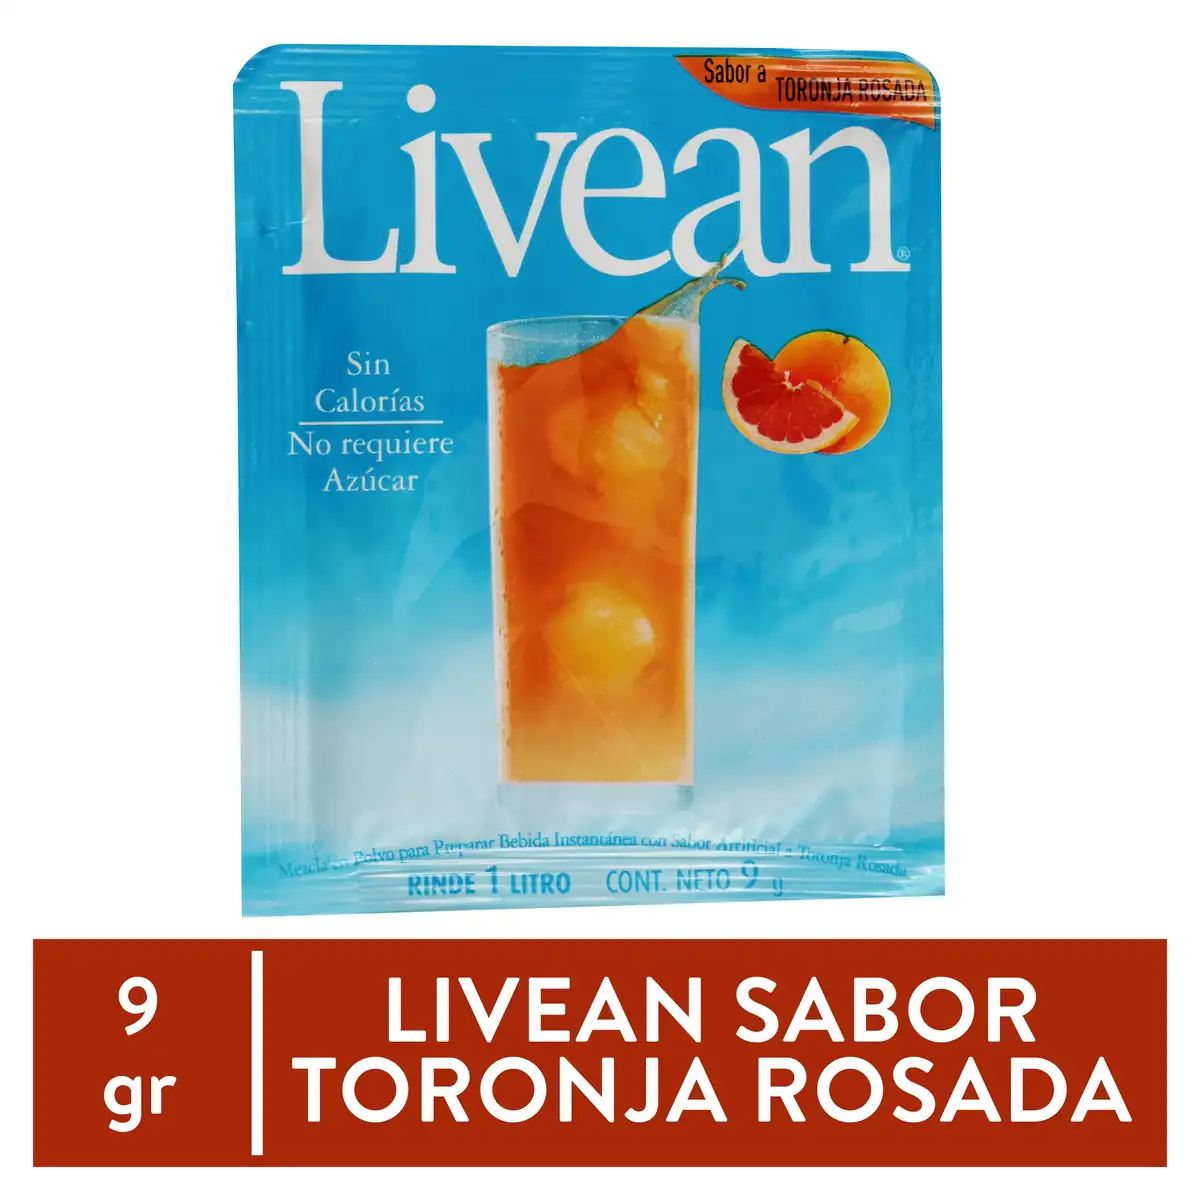 Sabor a TORONJA ROSADA
Livean®
Sin
Calorías
No requiere
Azúcar
Mezcla en Polvo para Preparar Bebida Instantánea con Sabor Artificial a Toronja Rosada
RINDE 1 LITRO CONT. NETO 9 g
9
gr
LIVEAN SABOR
TORONJA ROSADA